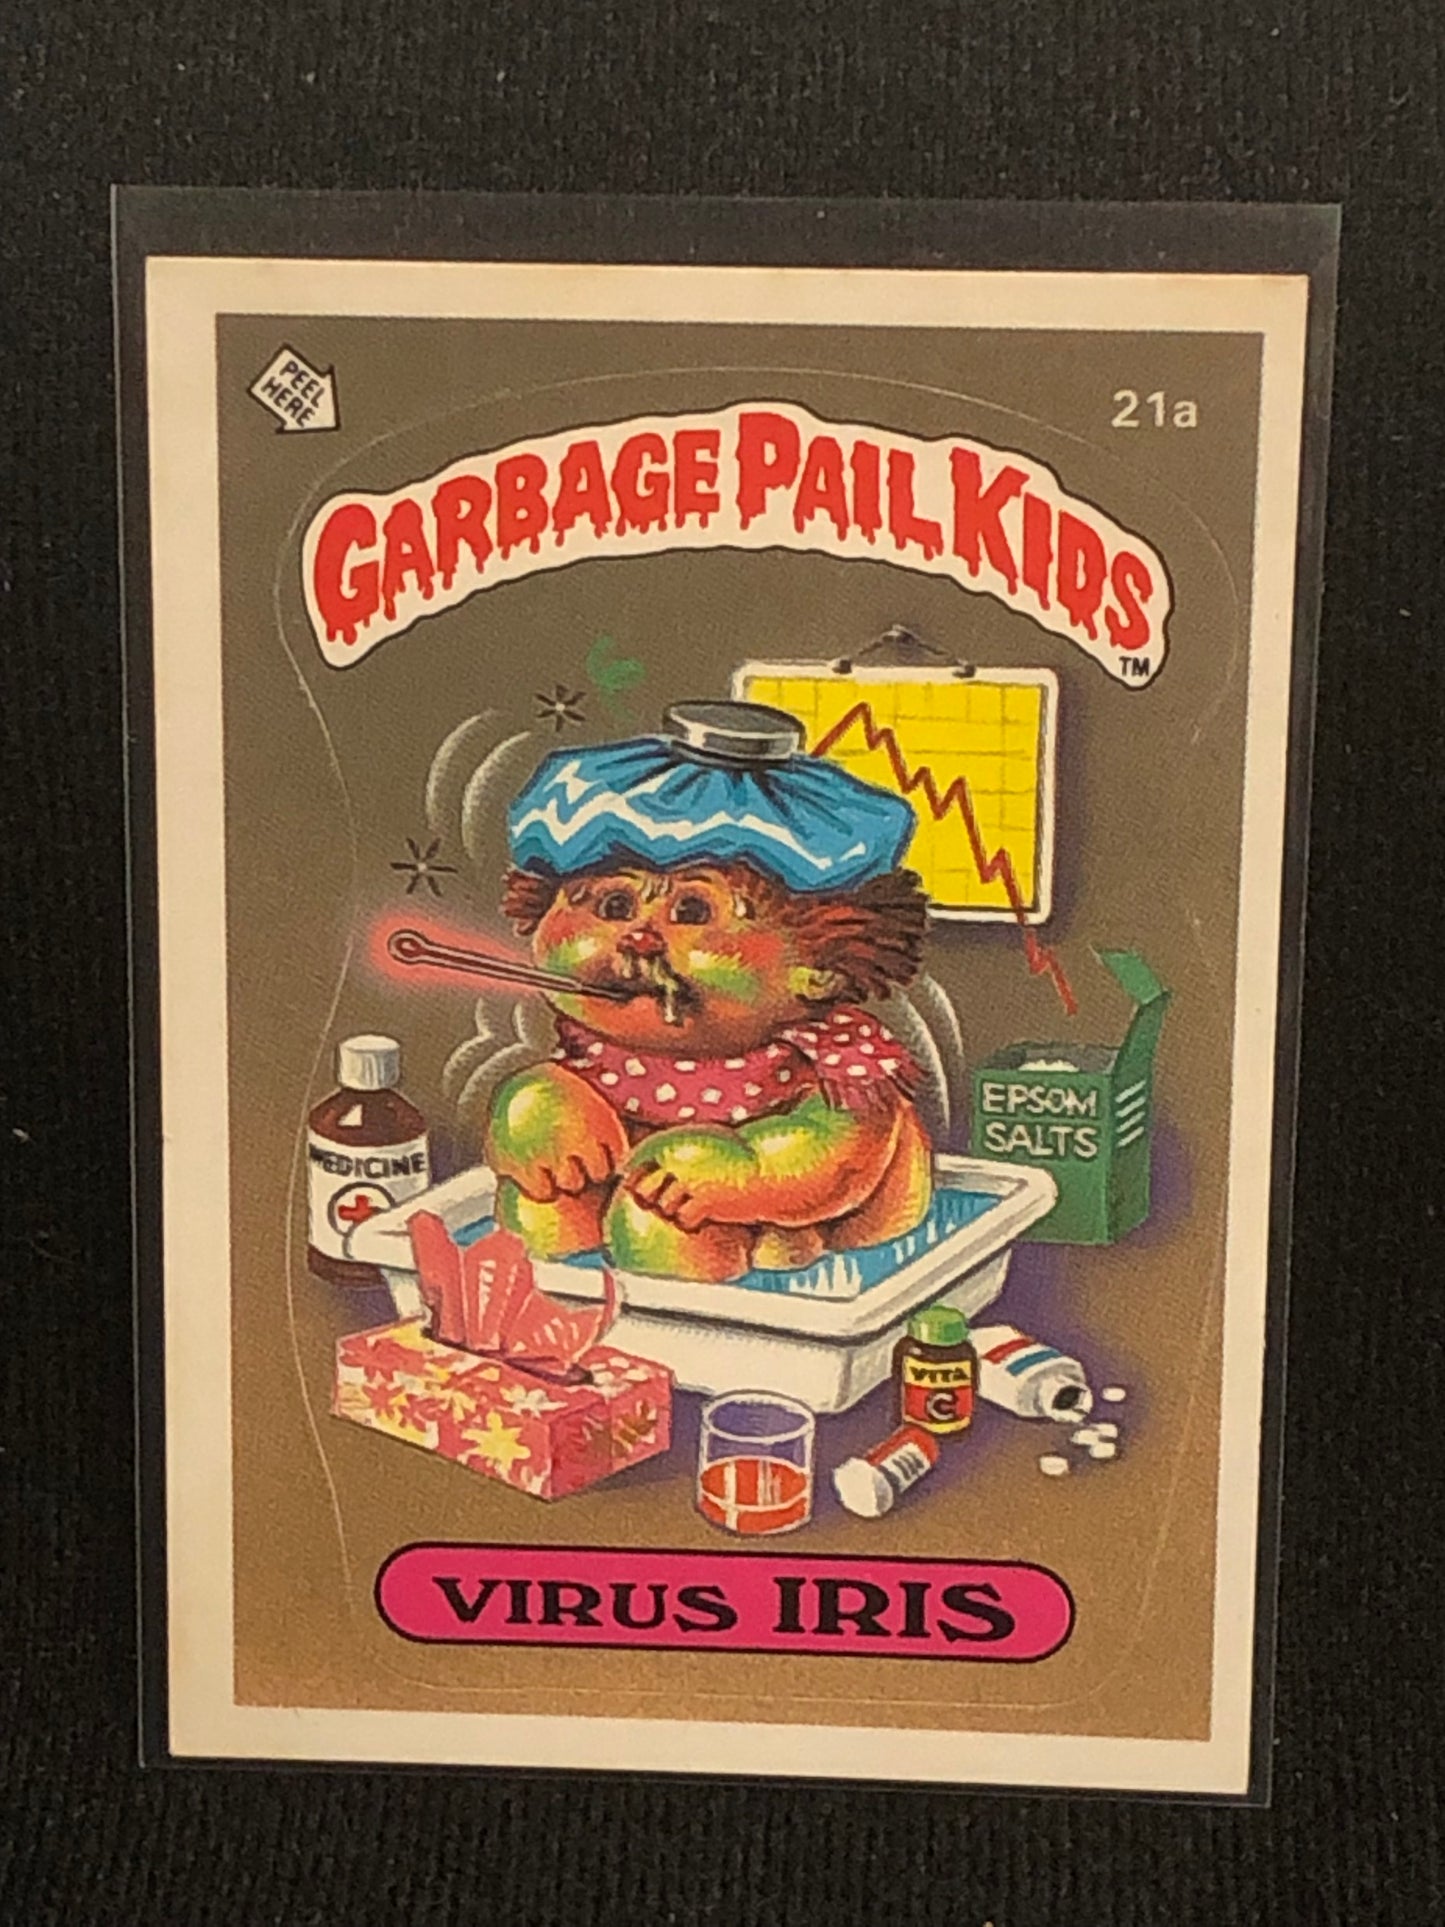 PEEL
HERE
21a
GARBAGE PAIL KIDS
TM
EPSOM
SALTS
MEDICINE
VITA
C
VIRUS IRIS